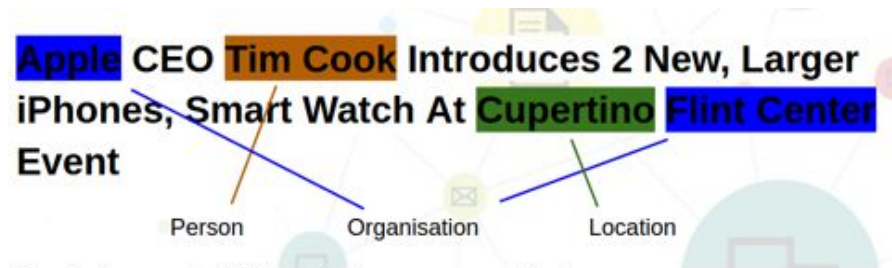 Apple CEO Tim Cook Introduces 2 New, Larger
iPhones, Smart Watch At Cupertino Flint Center
Event
Person Organisation Location